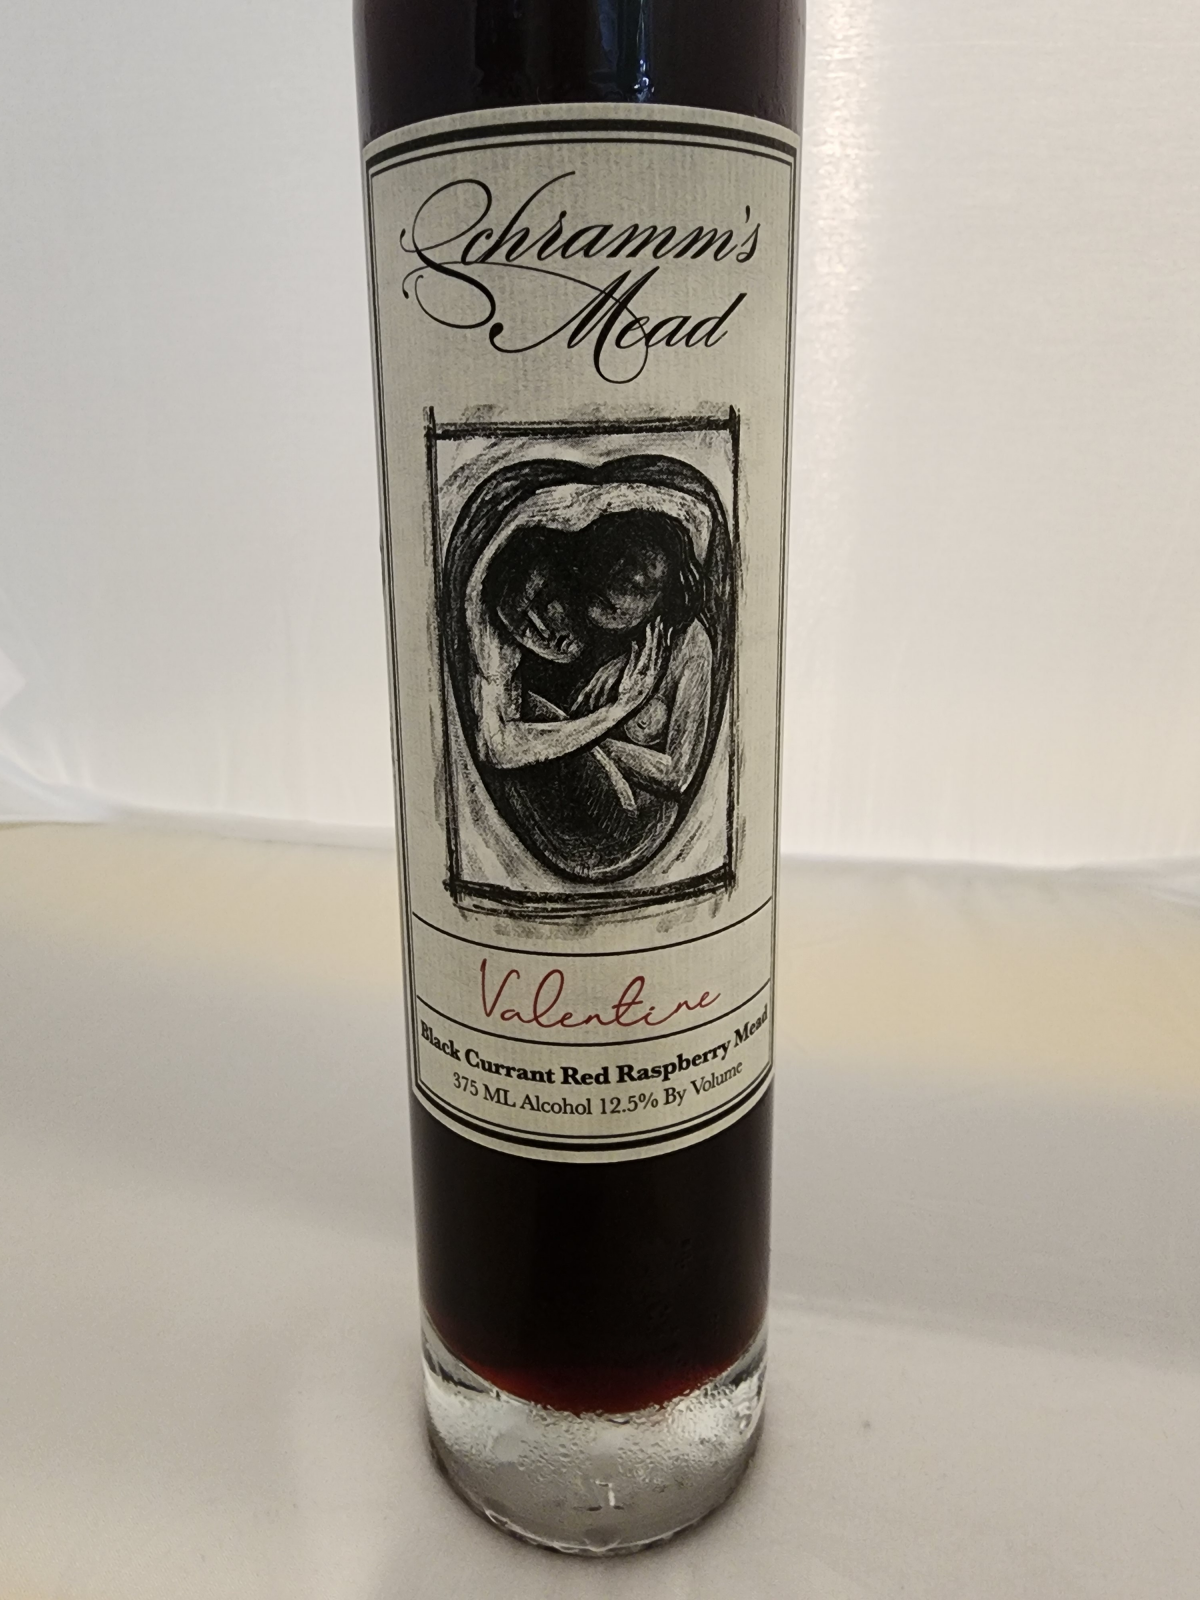 Schramm's
Mead
Valentine
Black Currant Red Raspberry Mead
375 ML Alcohol 12.5% By Volume